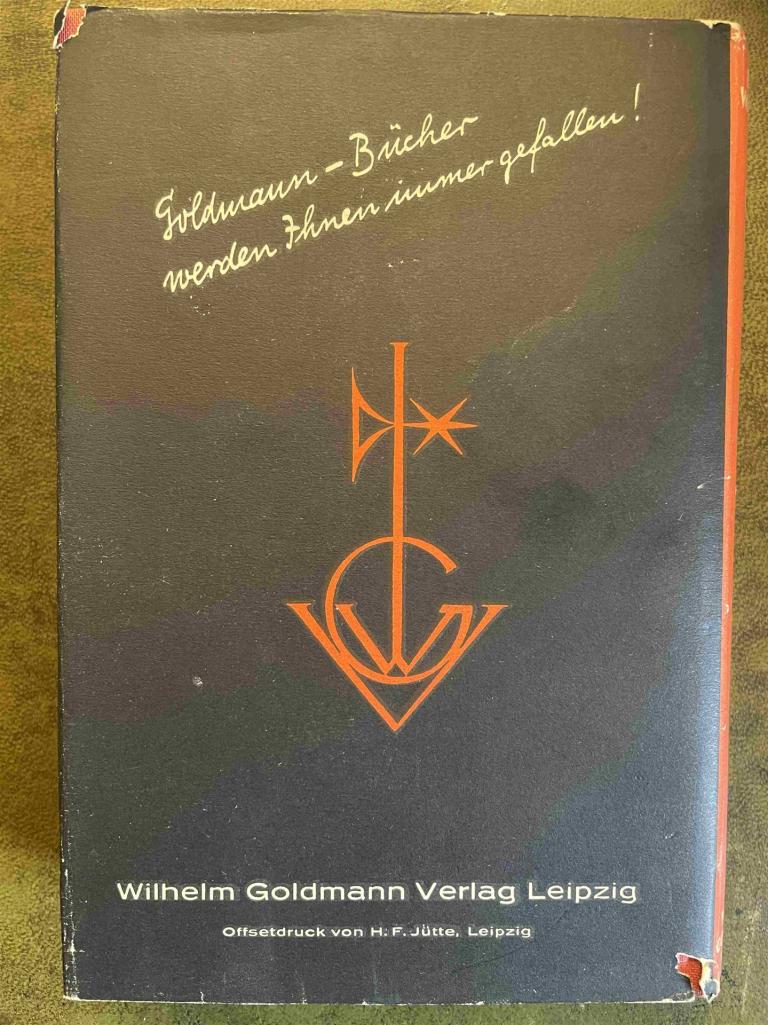 Goldmann – Bücher
werden Ihnen immer gefallen!
Wilhelm Goldmann Verlag Leipzig
Offsetdruck von H. F. Jütte, Leipzig